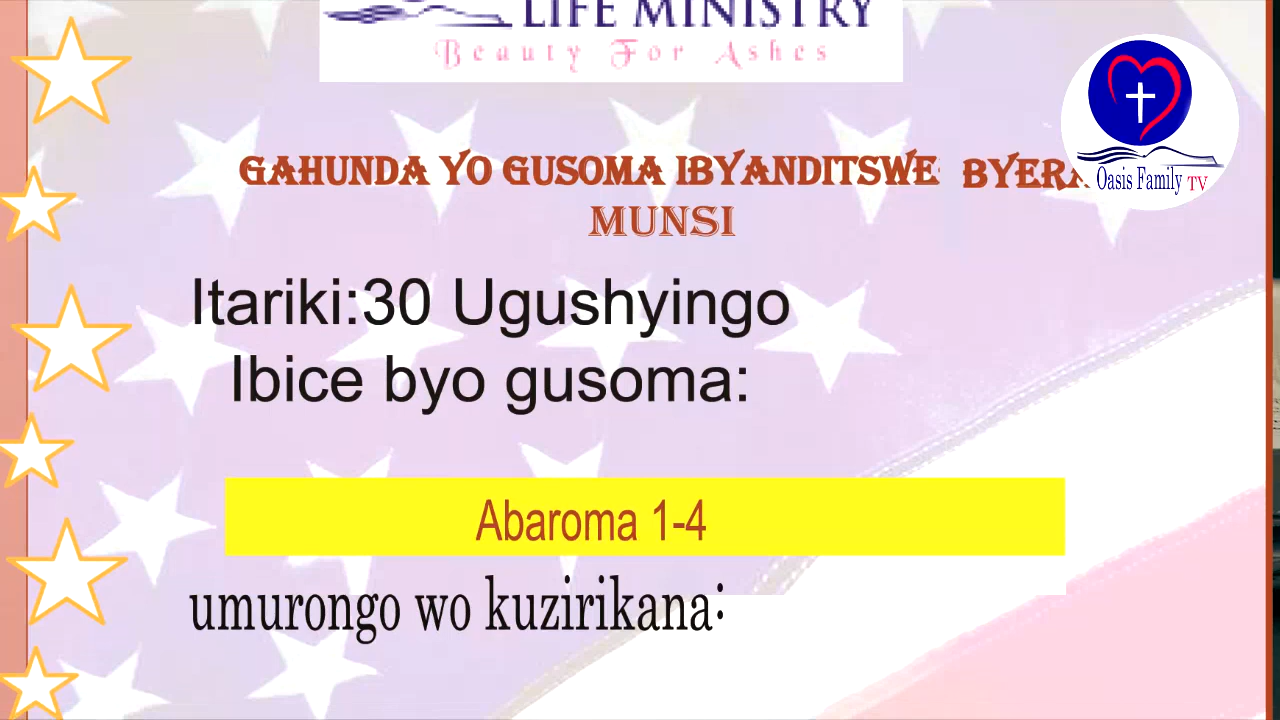 LIFE MINISTRY
Beauty For Ashes
GAHUNDA YO GUSOMA IBYANDITSWE BYERA
MUNSI
Itariki:30 Ugushyingo
Ibice byo gusoma:
Abaroma 1-4
umurongo wo kuzirikana:
Oasis Family TV